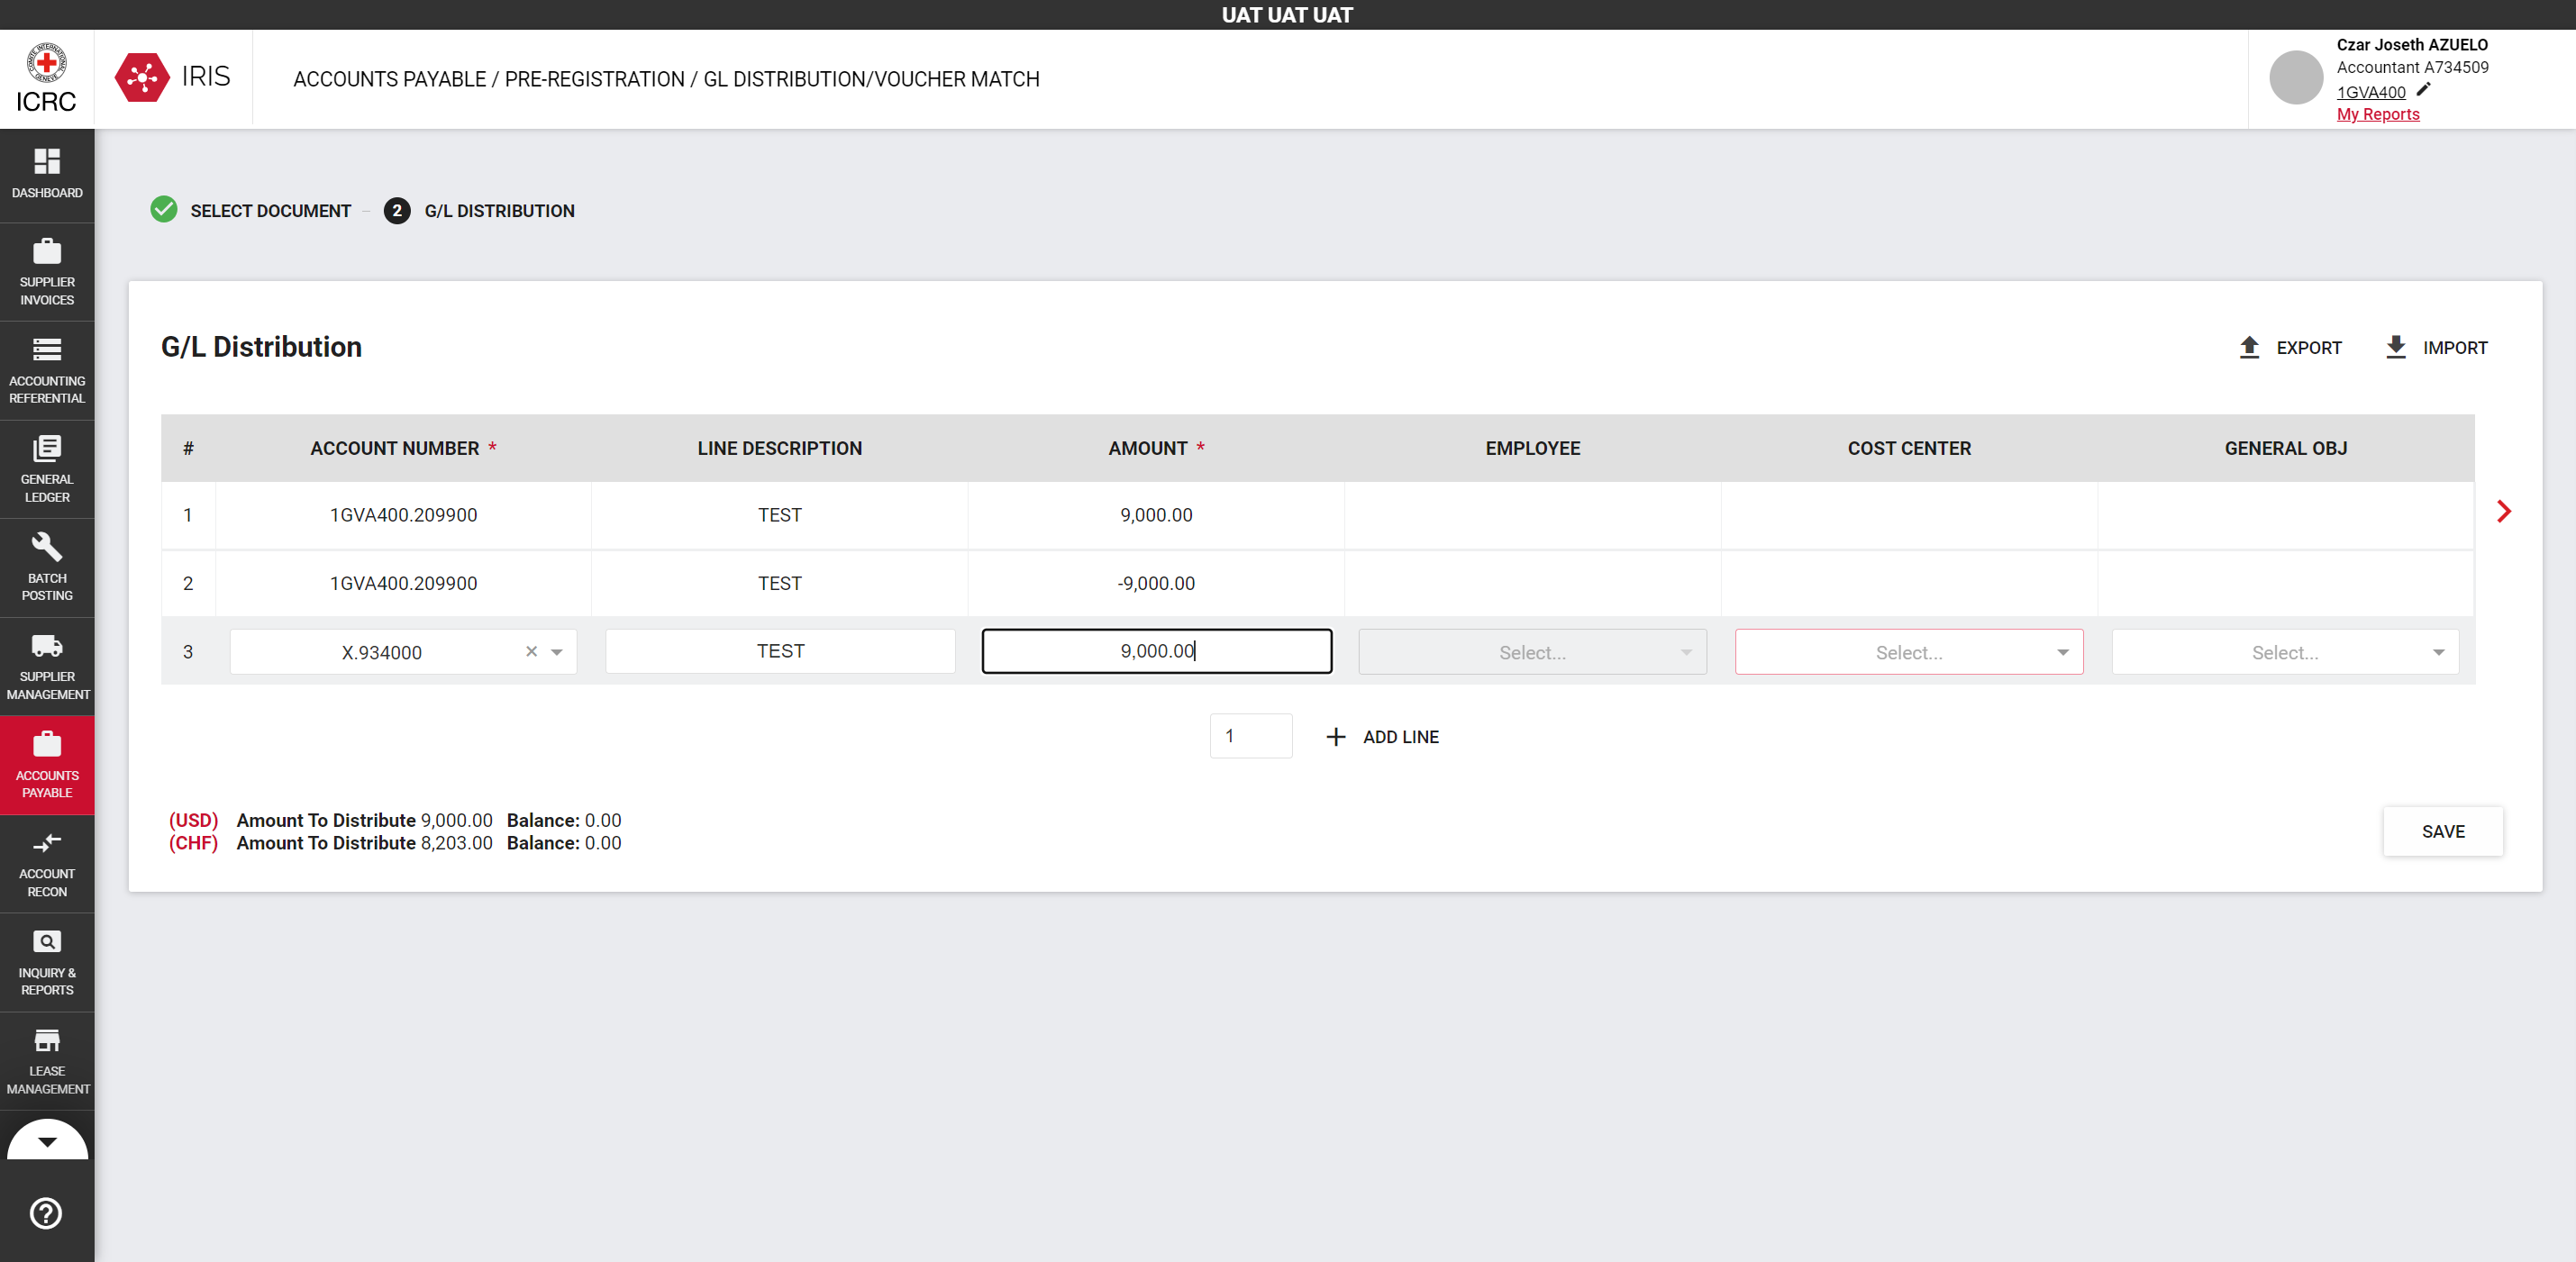 UAT UAT UAT
COMITE INTERNATIONAL GENEVE
ICRC
IRIS
ACCOUNTS PAYABLE / PRE-REGISTRATION / GL DISTRIBUTION/VOUCHER MATCH
Czar Joseth AZUELO
Accountant A734509
1GVA400
My Reports
DASHBOARD
SUPPLIER
INVOICES
ACCOUNTING
REFERENTIAL
GENERAL
LEDGER
BATCH
POSTING
SUPPLIER
MANAGEMENT
ACCOUNTS
PAYABLE
ACCOUNT
RECON
INQUIRY &
REPORTS
LEASE
MANAGEMENT
SELECT DOCUMENT – 2 G/L DISTRIBUTION
G/L Distribution
EXPORT IMPORT
# ACCOUNT NUMBER * LINE DESCRIPTION AMOUNT * EMPLOYEE COST CENTER GENERAL OBJ
1 1GVA400.209900 TEST 9,000.00
2 1GVA400.209900 TEST -9,000.00
3 X.934000 TEST 9,000.00 Select... Select... Select...
1 ADD LINE
(USD) Amount To Distribute 9,000.00 Balance: 0.00
(CHF) Amount To Distribute 8,203.00 Balance: 0.00
SAVE